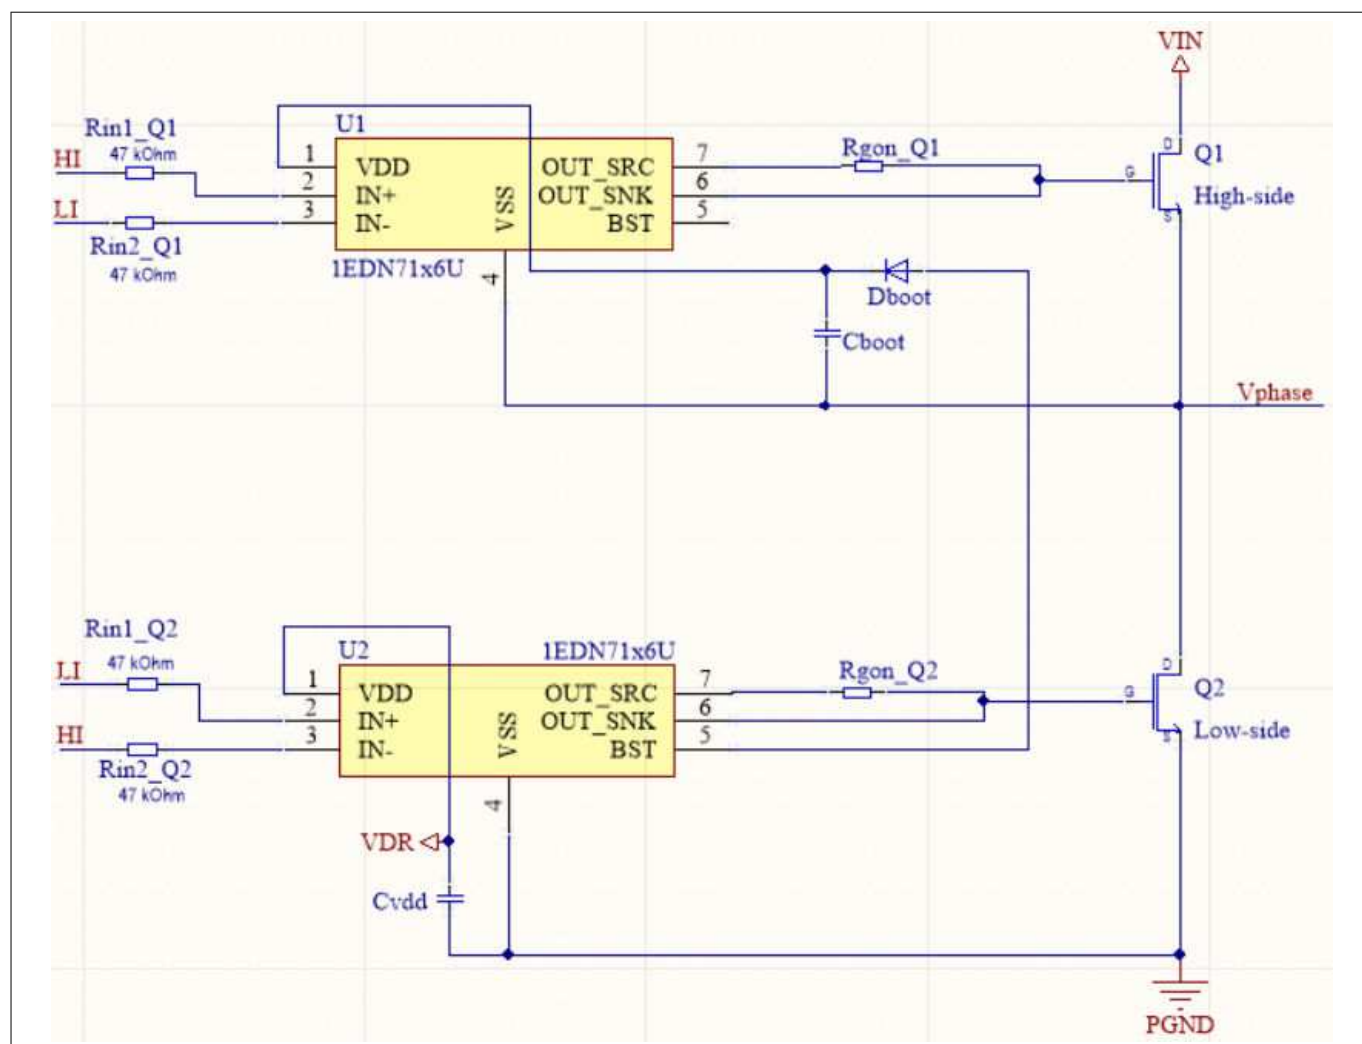 VIN
Rin1_Q1
47 kOhm
HI
LI
Rin2_Q1
47 kOhm
U1
1
2
3
VDD
IN+
IN-
VSS
OUT_SRC
OUT_SNK
BST
7
6
5
1EDN71x6U
4
Rgon_Q1
D
G
S
Q1
High-side
Dboot
Cboot
Vphase
Rin1_Q2
47 kOhm
LI
HI
Rin2_Q2
47 kOhm
U2
1EDN71x6U
1
2
3
VDD
IN+
IN-
VSS
OUT_SRC
OUT_SNK
BST
7
6
5
4
Rgon_Q2
D
G
S
Q2
Low-side
VDR
Cvdd
PGND